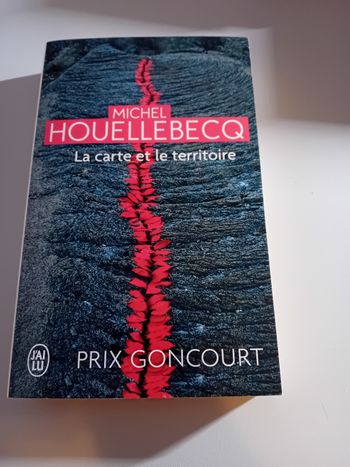 MICHEL
HOUELLEBECQ
La carte et le territoire
PRIX GONCOURT
J'AI
LU